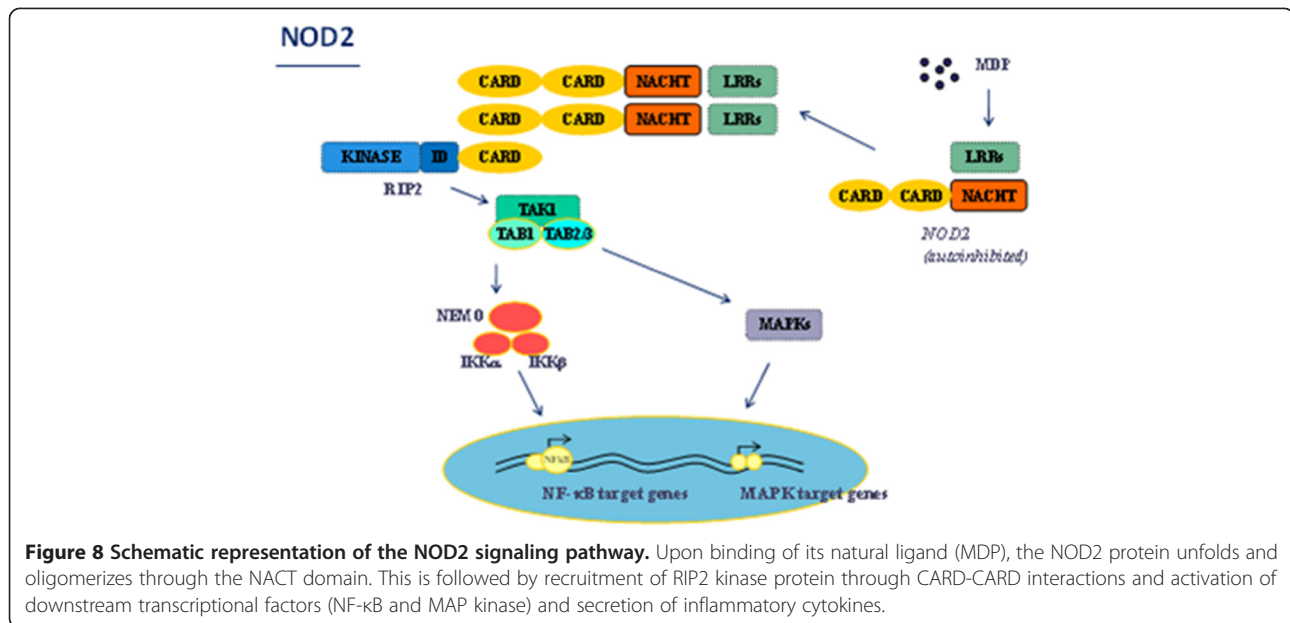 NOD2
CARD CARD NACHT LRRs
CARD CARD NACHT LRRs
KINASE ID CARD
RIP2
MDP
LRRs
CARD CARD NACHT
NOD2
(autoinhibited)
TAK1
TAB1 TAB2/3
NEMO
IKKα IKKβ
MAPKs
NFκB
NF-κB target genes MAPK target genes
Figure 8 Schematic representation of the NOD2 signaling pathway. Upon binding of its natural ligand (MDP), the NOD2 protein unfolds and
oligomerizes through the NACT domain. This is followed by recruitment of RIP2 kinase protein through CARD-CARD interactions and activation of
downstream transcriptional factors (NF-κB and MAP kinase) and secretion of inflammatory cytokines.